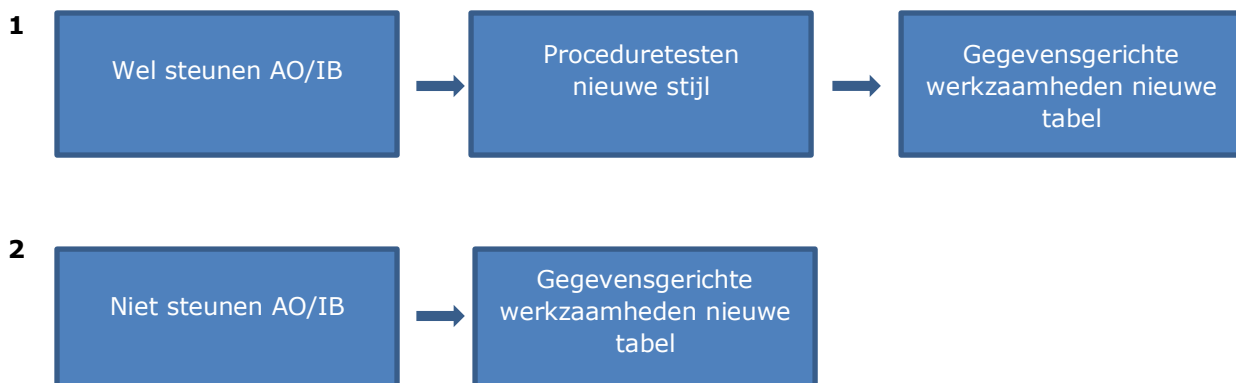 1
Wel steunen AO/IB
Proceduretesten
nieuwe stijl
Gegevensgerichte
werkzaamheden nieuwe
tabel
2
Niet steunen AO/IB
Gegevensgerichte
werkzaamheden nieuwe
tabel